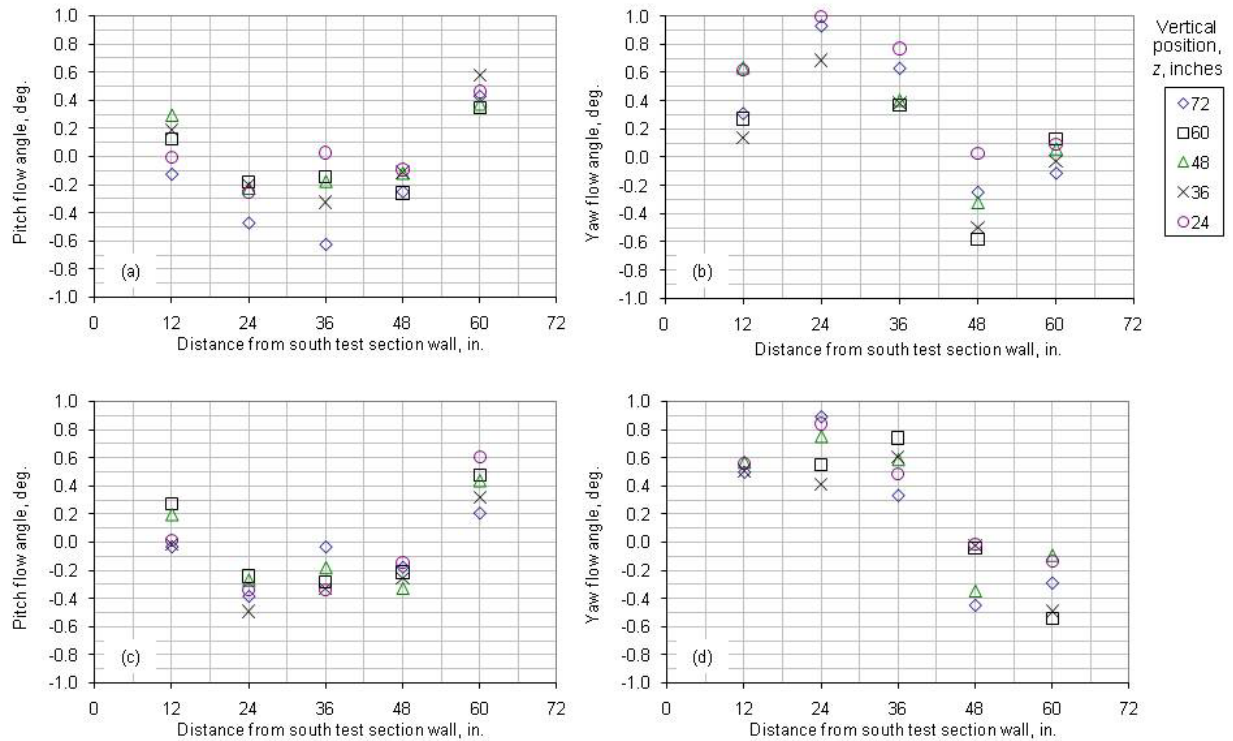 1.0
0.8
0.6
0.4
0.2
0.0
-0.2
-0.4
-0.6
-0.8
-1.0
Pitch flow angle, deg.
(a)
0 12 24 36 48 60 72
Distance from south test section wall, in.
1.0
0.8
0.6
0.4
0.2
0.0
-0.2
-0.4
-0.6
-0.8
-1.0
Yaw flow angle, deg.
(b)
0 12 24 36 48 60 72
Distance from south test section wall, in.
Vertical
position,
z, inches
72
60
48
36
24
1.0
0.8
0.6
0.4
0.2
0.0
-0.2
-0.4
-0.6
-0.8
-1.0
Pitch flow angle, deg.
(c)
0 12 24 36 48 60 72
Distance from south test section wall, in.
1.0
0.8
0.6
0.4
0.2
0.0
-0.2
-0.4
-0.6
-0.8
-1.0
Yaw flow angle, deg.
(d)
0 12 24 36 48 60 72
Distance from south test section wall, in.